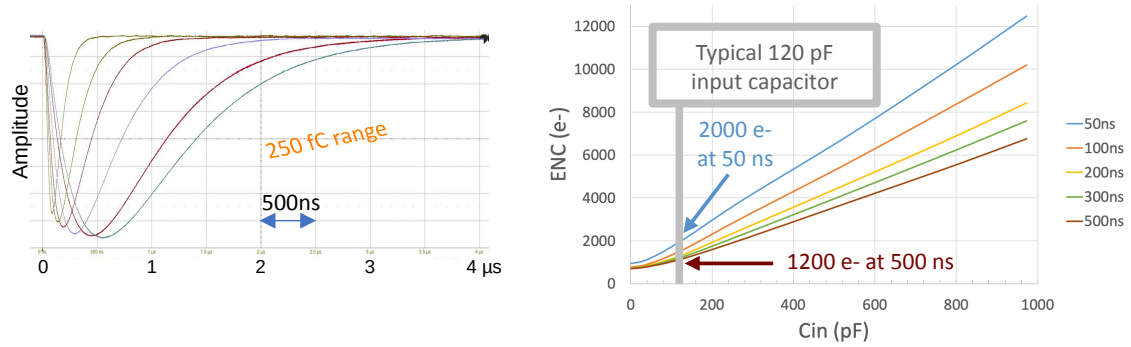 Amplitude
250 fC range
500ns
0 1 2 3 4 µs
12000
10000
8000
6000
4000
2000
0
ENC (e-)
Typical 120 pF
input capacitor
2000 e-
at 50 ns
1200 e- at 500 ns
0 200 400 600 800 1000
Cin (pF)
50ns
100ns
200ns
300ns
500ns